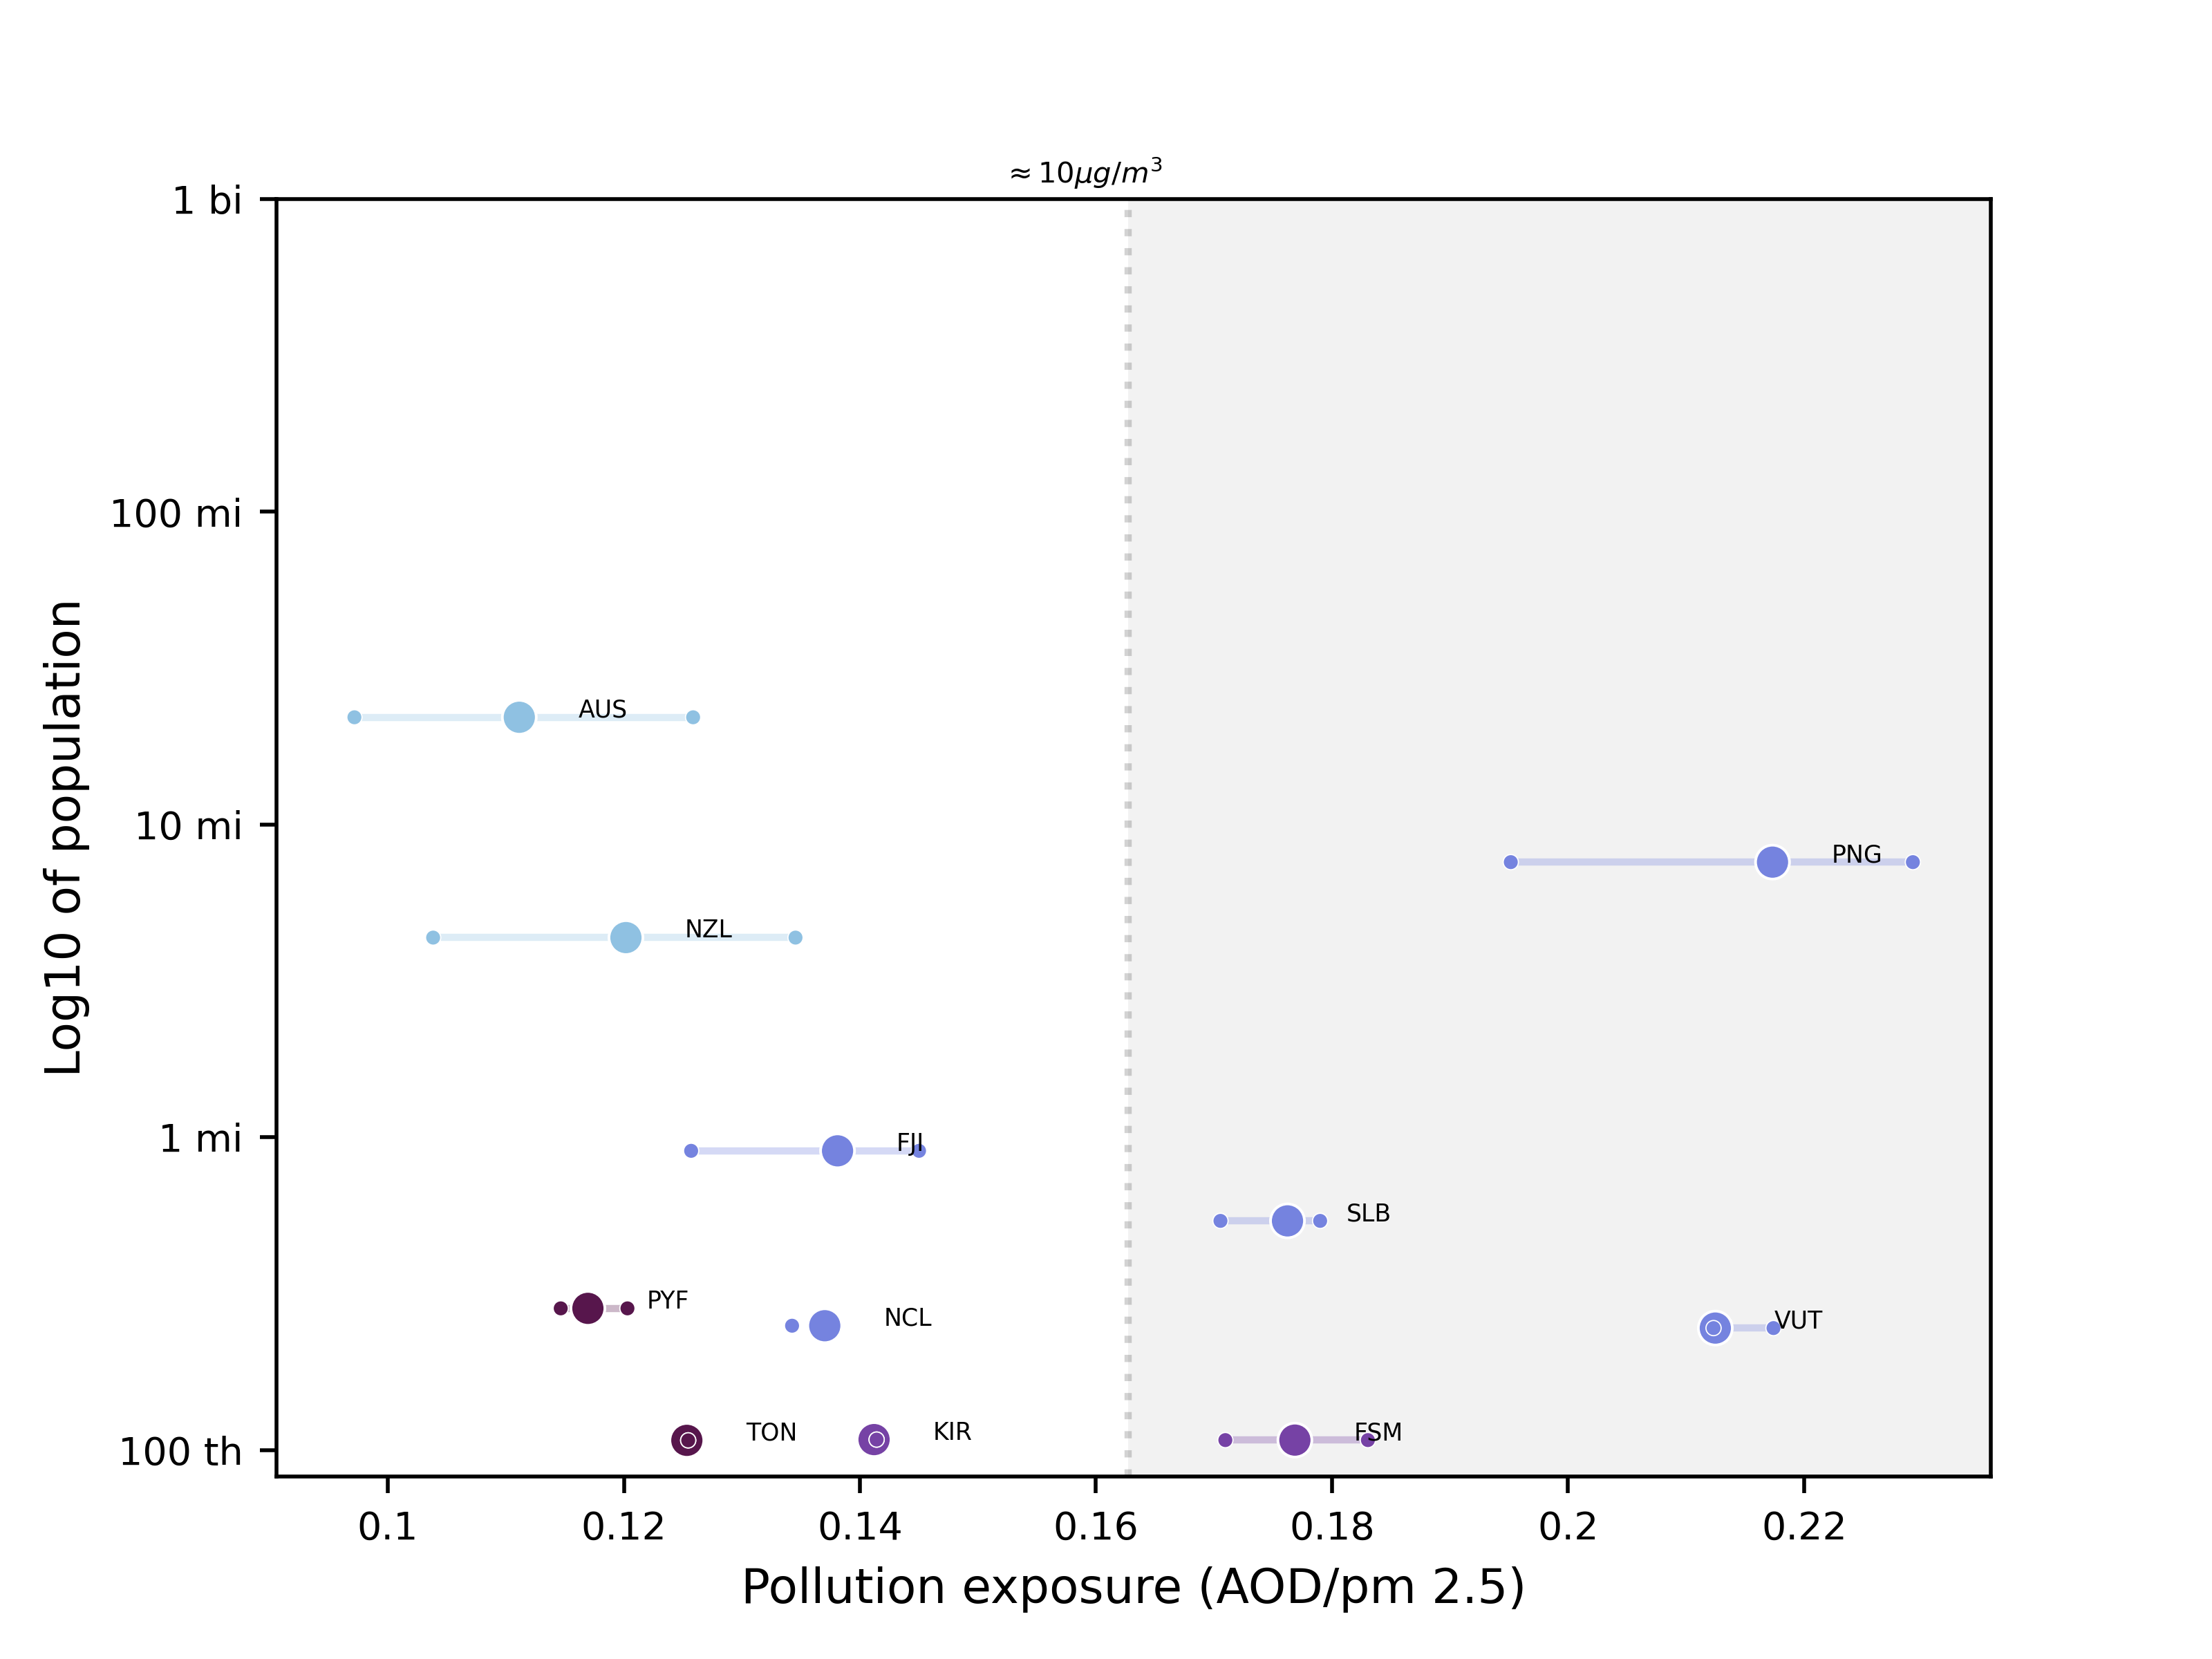 ≈10μg/m³
1 bi
100 mi
10 mi
1 mi
100 th
Log10 of population
AUS
PNG
NZL
FJI
SLB
PYF
NCL
VUT
TON
KIR
FSM
0.1
0.12
0.14
0.16
0.18
0.2
0.22
Pollution exposure (AOD/pm 2.5)